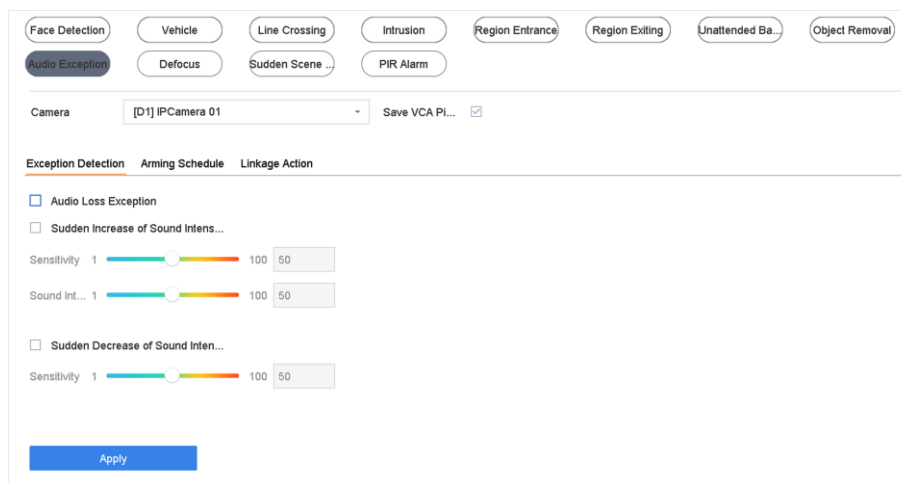 Face Detection Vehicle Line Crossing Intrusion Region Entrance Region Exiting Unattended Ba... Object Removal
Audio Exception Defocus Sudden Scene ... PIR Alarm
Camera [D1] IPCamera 01 Save VCA Pi...
Exception Detection Arming Schedule Linkage Action
Audio Loss Exception
Sudden Increase of Sound Intens...
Sensitivity 1 100 50
Sound Int... 1 100 50
Sudden Decrease of Sound Inten...
Sensitivity 1 100 50
Apply